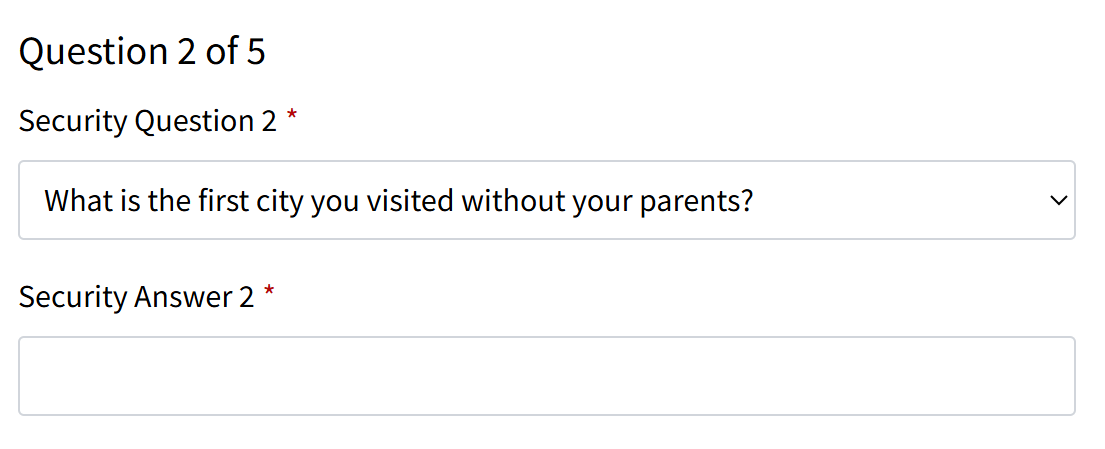 Question 2 of 5
Security Question 2 *
What is the first city you visited without your parents?
Security Answer 2 *